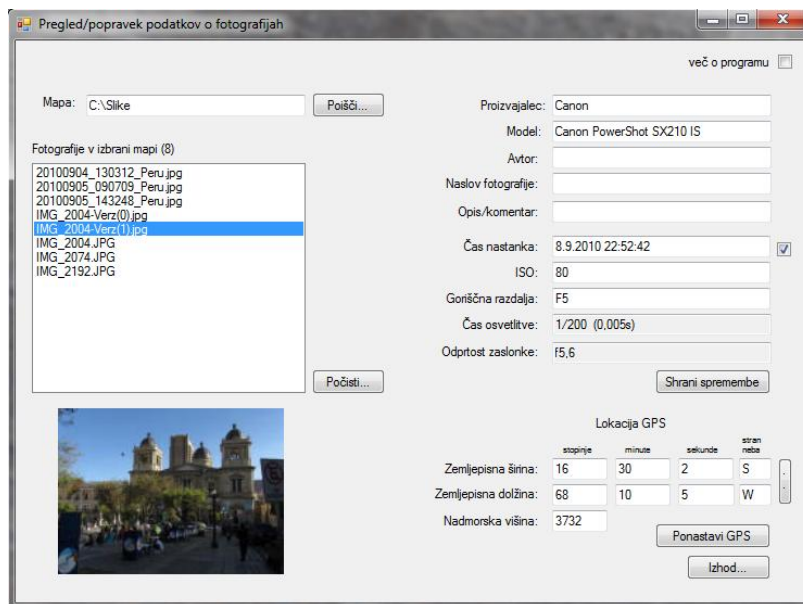 Pregled/popravek podatkov o fotografijah
več o programu
Mapa: C:\Slike Poišči...
Fotografije v izbrani mapi (8)
20100904_130312_Peru.jpg
20100905_090709_Peru.jpg
20100905_143248_Peru.jpg
IMG_2004-Verz(0).jpg
IMG_2004-Verz(1).jpg
IMG_2004.JPG
IMG_2074.JPG
IMG_2192.JPG
Počisti...
Proizvajalec: Canon
Model: Canon PowerShot SX210 IS
Avtor:
Naslov fotografije:
Opis/komentar:
Čas nastanka: 8.9.2010 22:52:42
ISO: 80
Goriščna razdalja: F5
Čas osvetlitve: 1/200 (0,005s)
Odprtost zaslonke: f5,6
Shrani spremembe
Lokacija GPS
stopinje minute sekunde stran neba
Zemljepisna širina: 16 30 2 S
Zemljepisna dolžina: 68 10 5 W
Nadmorska višina: 3732
Ponastavi GPS
Izhod...